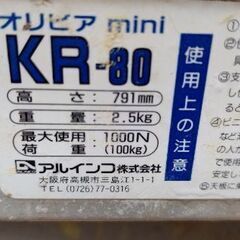 オリビア mini
KR-80
高さ:791mm
重量:2.5kg
最大使用荷重:1000N (100kg)
アルインコ株式会社
大阪府高槻市三島江1-1-1
TEL(0726)77-0316
使用上の注意